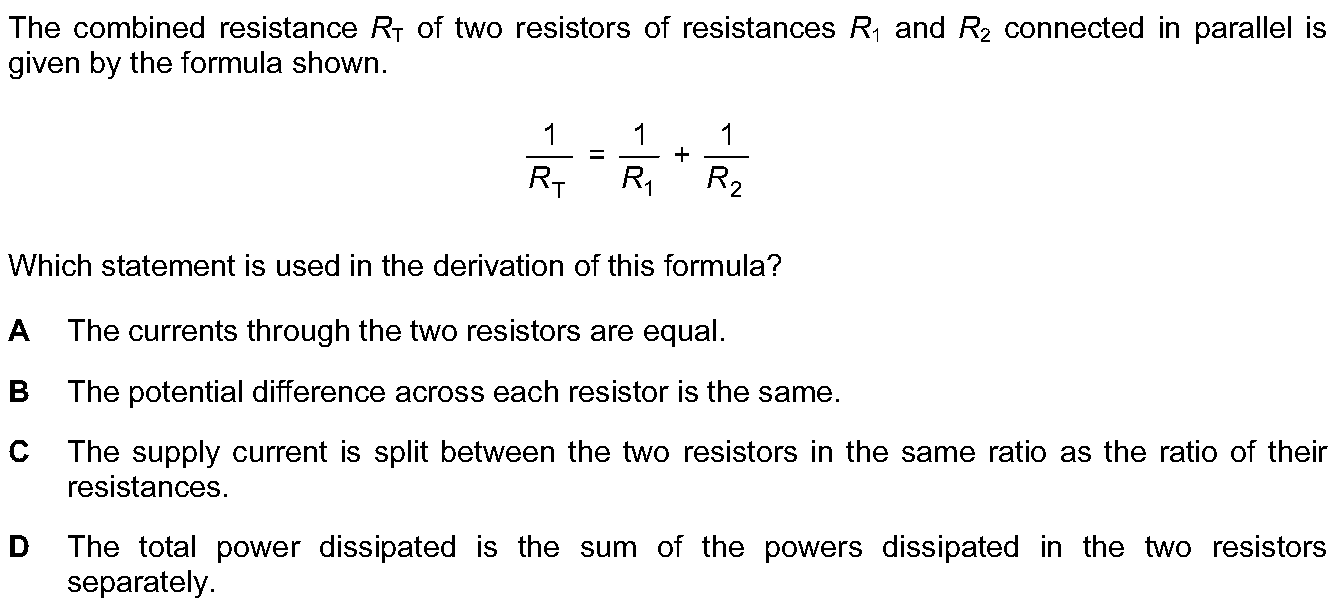 The combined resistance R_T of two resistors of resistances R_1 and R_2 connected in parallel is
given by the formula shown.
1/R_T = 1/R_1 + 1/R_2
Which statement is used in the derivation of this formula?
A The currents through the two resistors are equal.
B The potential difference across each resistor is the same.
C The supply current is split between the two resistors in the same ratio as the ratio of their
resistances.
D The total power dissipated is the sum of the powers dissipated in the two resistors
separately.